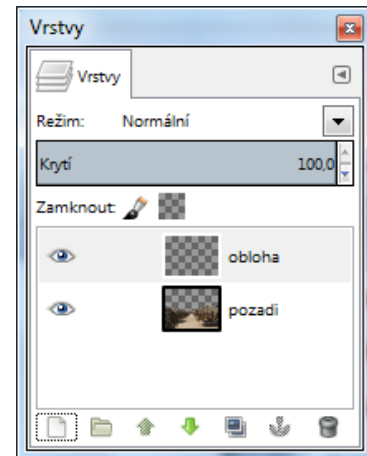 Vrstvy
Vrstvy
Režim: Normální
Krytí 100,0
Zamknout:
obloha
pozadi